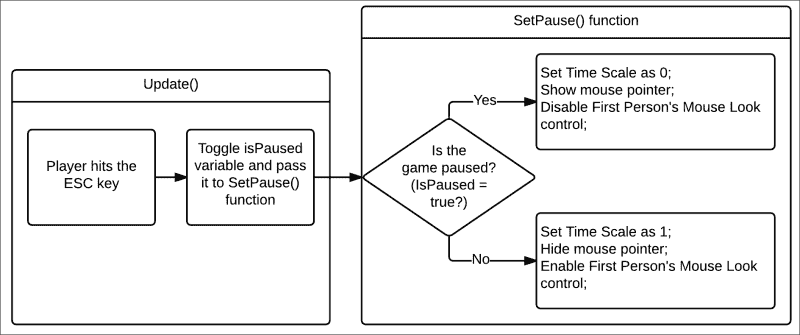 SetPause() function
Update()
Player hits the
ESC key
Toggle isPaused
variable and pass
it to SetPause()
function
Is the
game paused?
(IsPaused =
true?)
Yes
Set Time Scale as 0;
Show mouse pointer;
Disable First Person's Mouse Look
control;
No
Set Time Scale as 1;
Hide mouse pointer;
Enable First Person's Mouse Look
control;